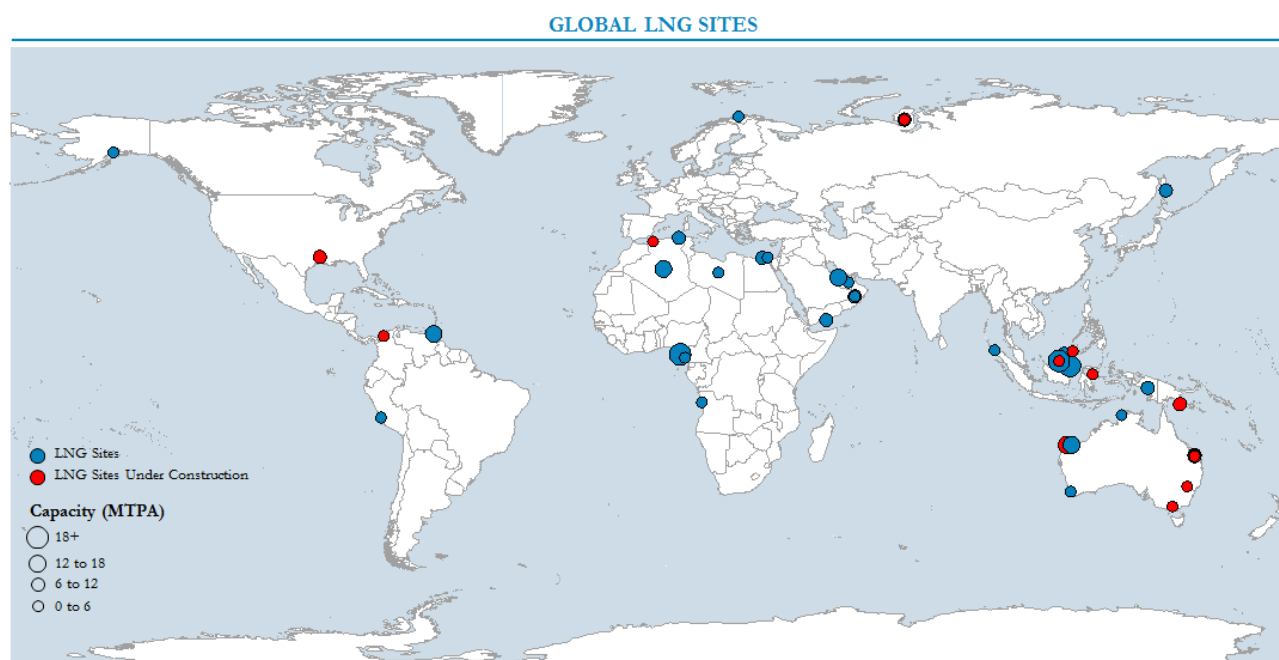 GLOBAL LNG SITES
LNG Sites
LNG Sites Under Construction
Capacity (MTPA)
18+
12 to 18
6 to 12
0 to 6